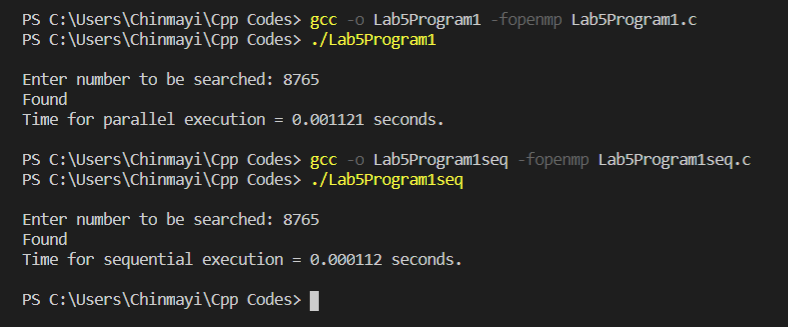 PS C:\Users\Chinmayi\Cpp Codes> gcc -o Lab5Program1 -fopenmp Lab5Program1.c
PS C:\Users\Chinmayi\Cpp Codes> ./Lab5Program1
Enter number to be searched: 8765
Found
Time for parallel execution = 0.001121 seconds.
PS C:\Users\Chinmayi\Cpp Codes> gcc -o Lab5Program1seq -fopenmp Lab5Program1seq.c
PS C:\Users\Chinmayi\Cpp Codes> ./Lab5Program1seq
Enter number to be searched: 8765
Found
Time for sequential execution = 0.000112 seconds.
PS C:\Users\Chinmayi\Cpp Codes>